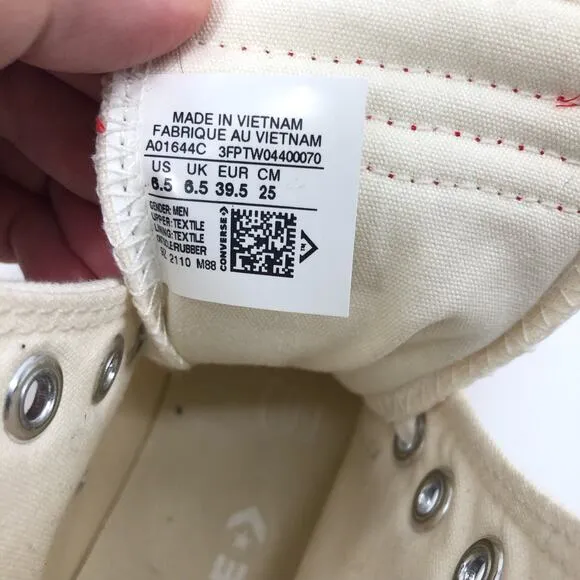 MADE IN VIETNAM
FABRIQUE AU VIETNAM
A01644C 3FPTW04400070
US UK EUR CM
6.5 6.5 39.5 25
GENDER: MEN
UPPER: TEXTILE
LINING: TEXTILE
OUTSOLE:RUBBER
2110 M88
CONVERSE
SE